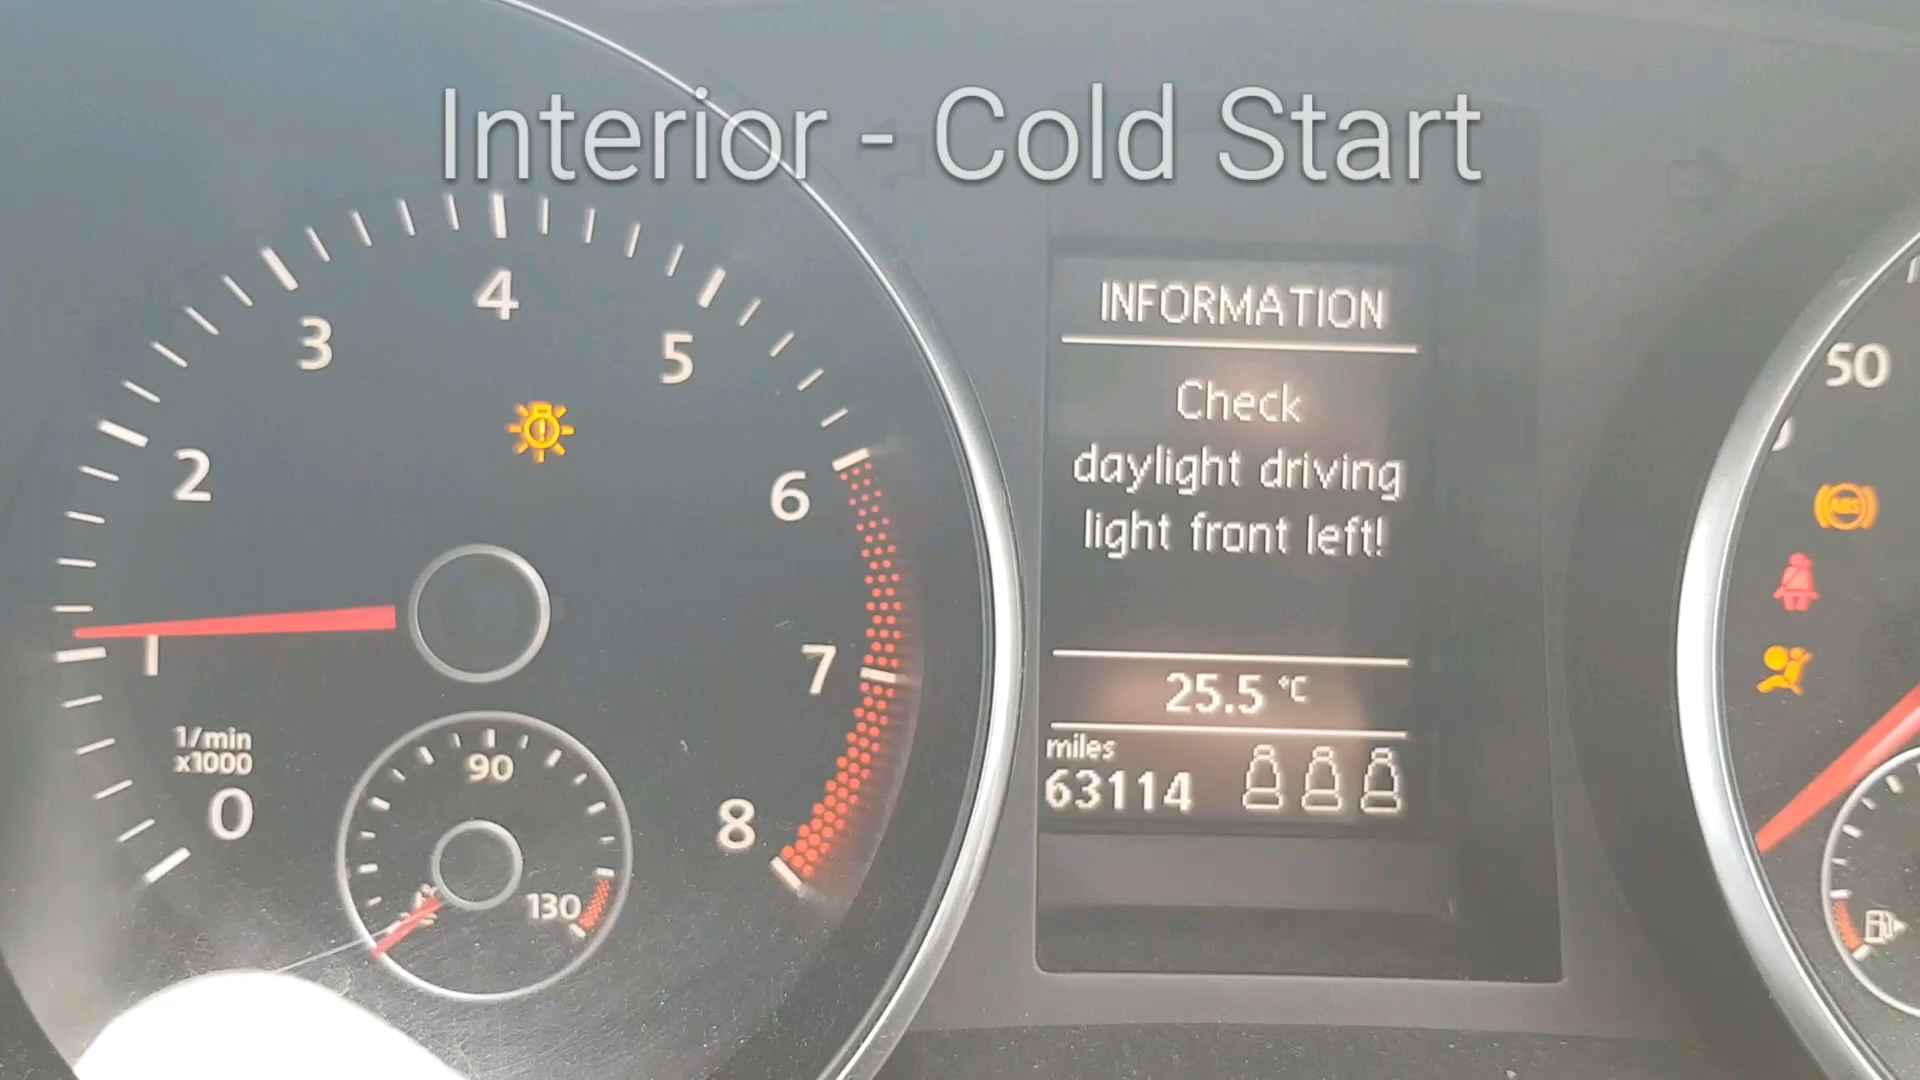 Interior - Cold Start
INFORMATION
Check
daylight driving
light front left!
25.5 °C
miles
63114
4
3
5
2
6
1
7
1/min
x1000
0
8
90
130
50
ABS